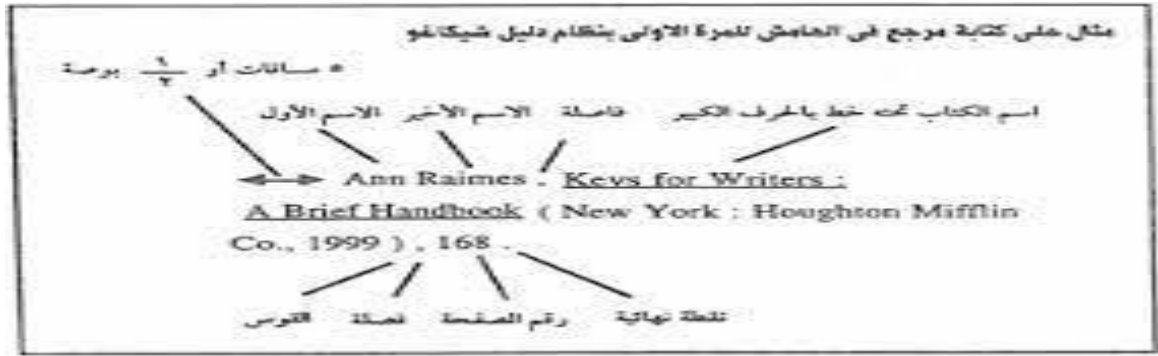 مثال على كتابة مرجع في الهامش للمرة الاولى بنظام دليل شيكاغو
٥ مسافات أو ١/٢ بوصة
اسم الكتاب تحته خط بالحرف الكبير فاصلة الاسم الأخير الاسم الأول
Ann Raimes , Keys for Writers :
A Brief Handbook ( New York : Houghton Mifflin
Co., 1999 ) , 168 .
نقطة نهائية رقم الصفحة فصلة القوس